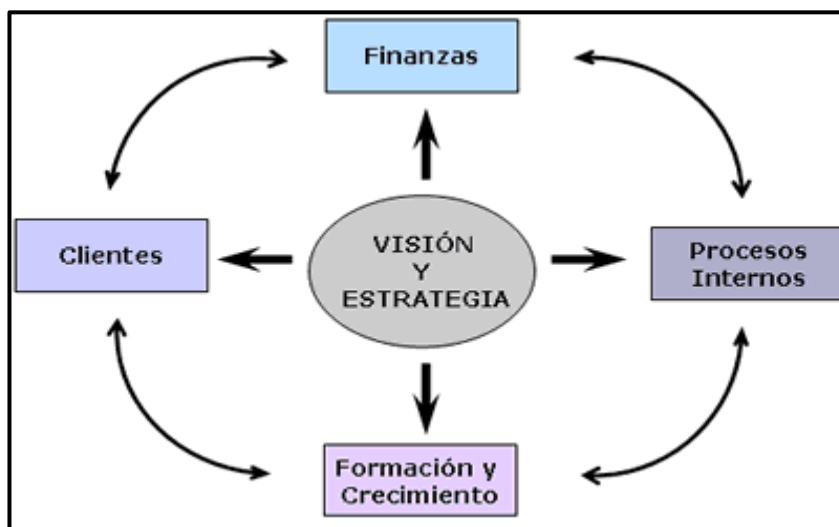 Finanzas
Clientes
VISIÓN
Y
ESTRATEGIA
Procesos
Internos
Formación y
Crecimiento